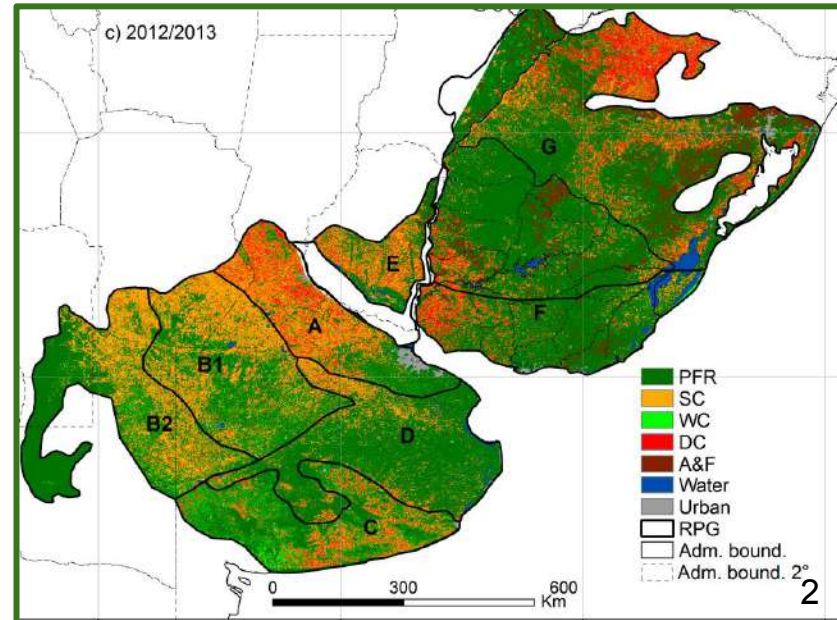 c) 2012/2013
G
E
A
F
B1
B2
D
C
PFR
SC
WC
DC
A&F
Water
Urban
RPG
Adm. bound.
Adm. bound. 2°
0 300 600
Km
2